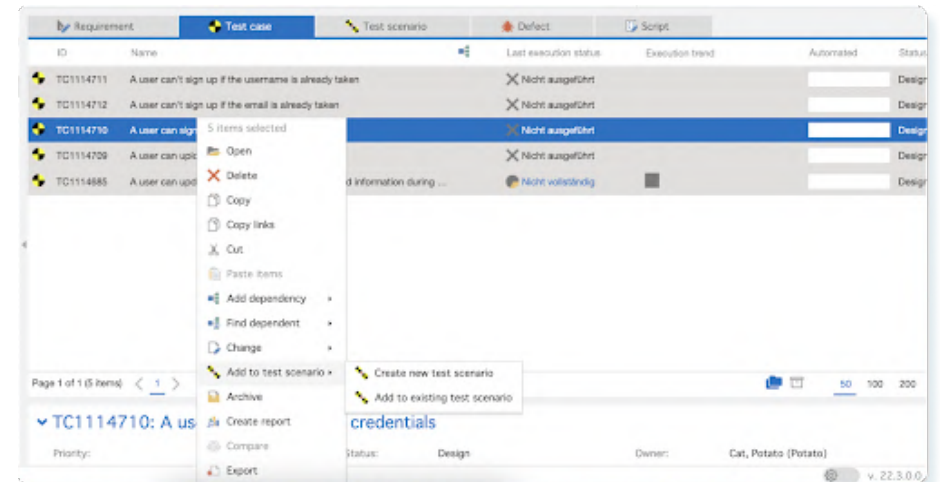 Requirement Test case Test scenario Defect Script
ID Name Last execution status Execution trend Automated Status
TC1114711 A user can't sign up if the username is already taken Nicht ausgeführt Design
TC1114712 A user can't sign up if the email is already taken Nicht ausgeführt Design
TC1114710 A user can sign Nicht ausgeführt Design
TC1114709 A user can uplo Nicht ausgeführt Design
TC1114685 A user can upd d information during ... Nicht vollständig Design
5 items selected
Open
Delete
Copy
Copy links
Cut
Paste items
Add dependency
Find dependent
Change
Add to test scenario
Archive
Create report
Compare
Export
Create new test scenario
Add to existing test scenario
Page 1 of 1 (5 items) < 1 > 50 100 200
TC1114710: A us credentials
Priority: Status: Design Owner: Cat, Potato (Potato)
v. 22.3.0.0